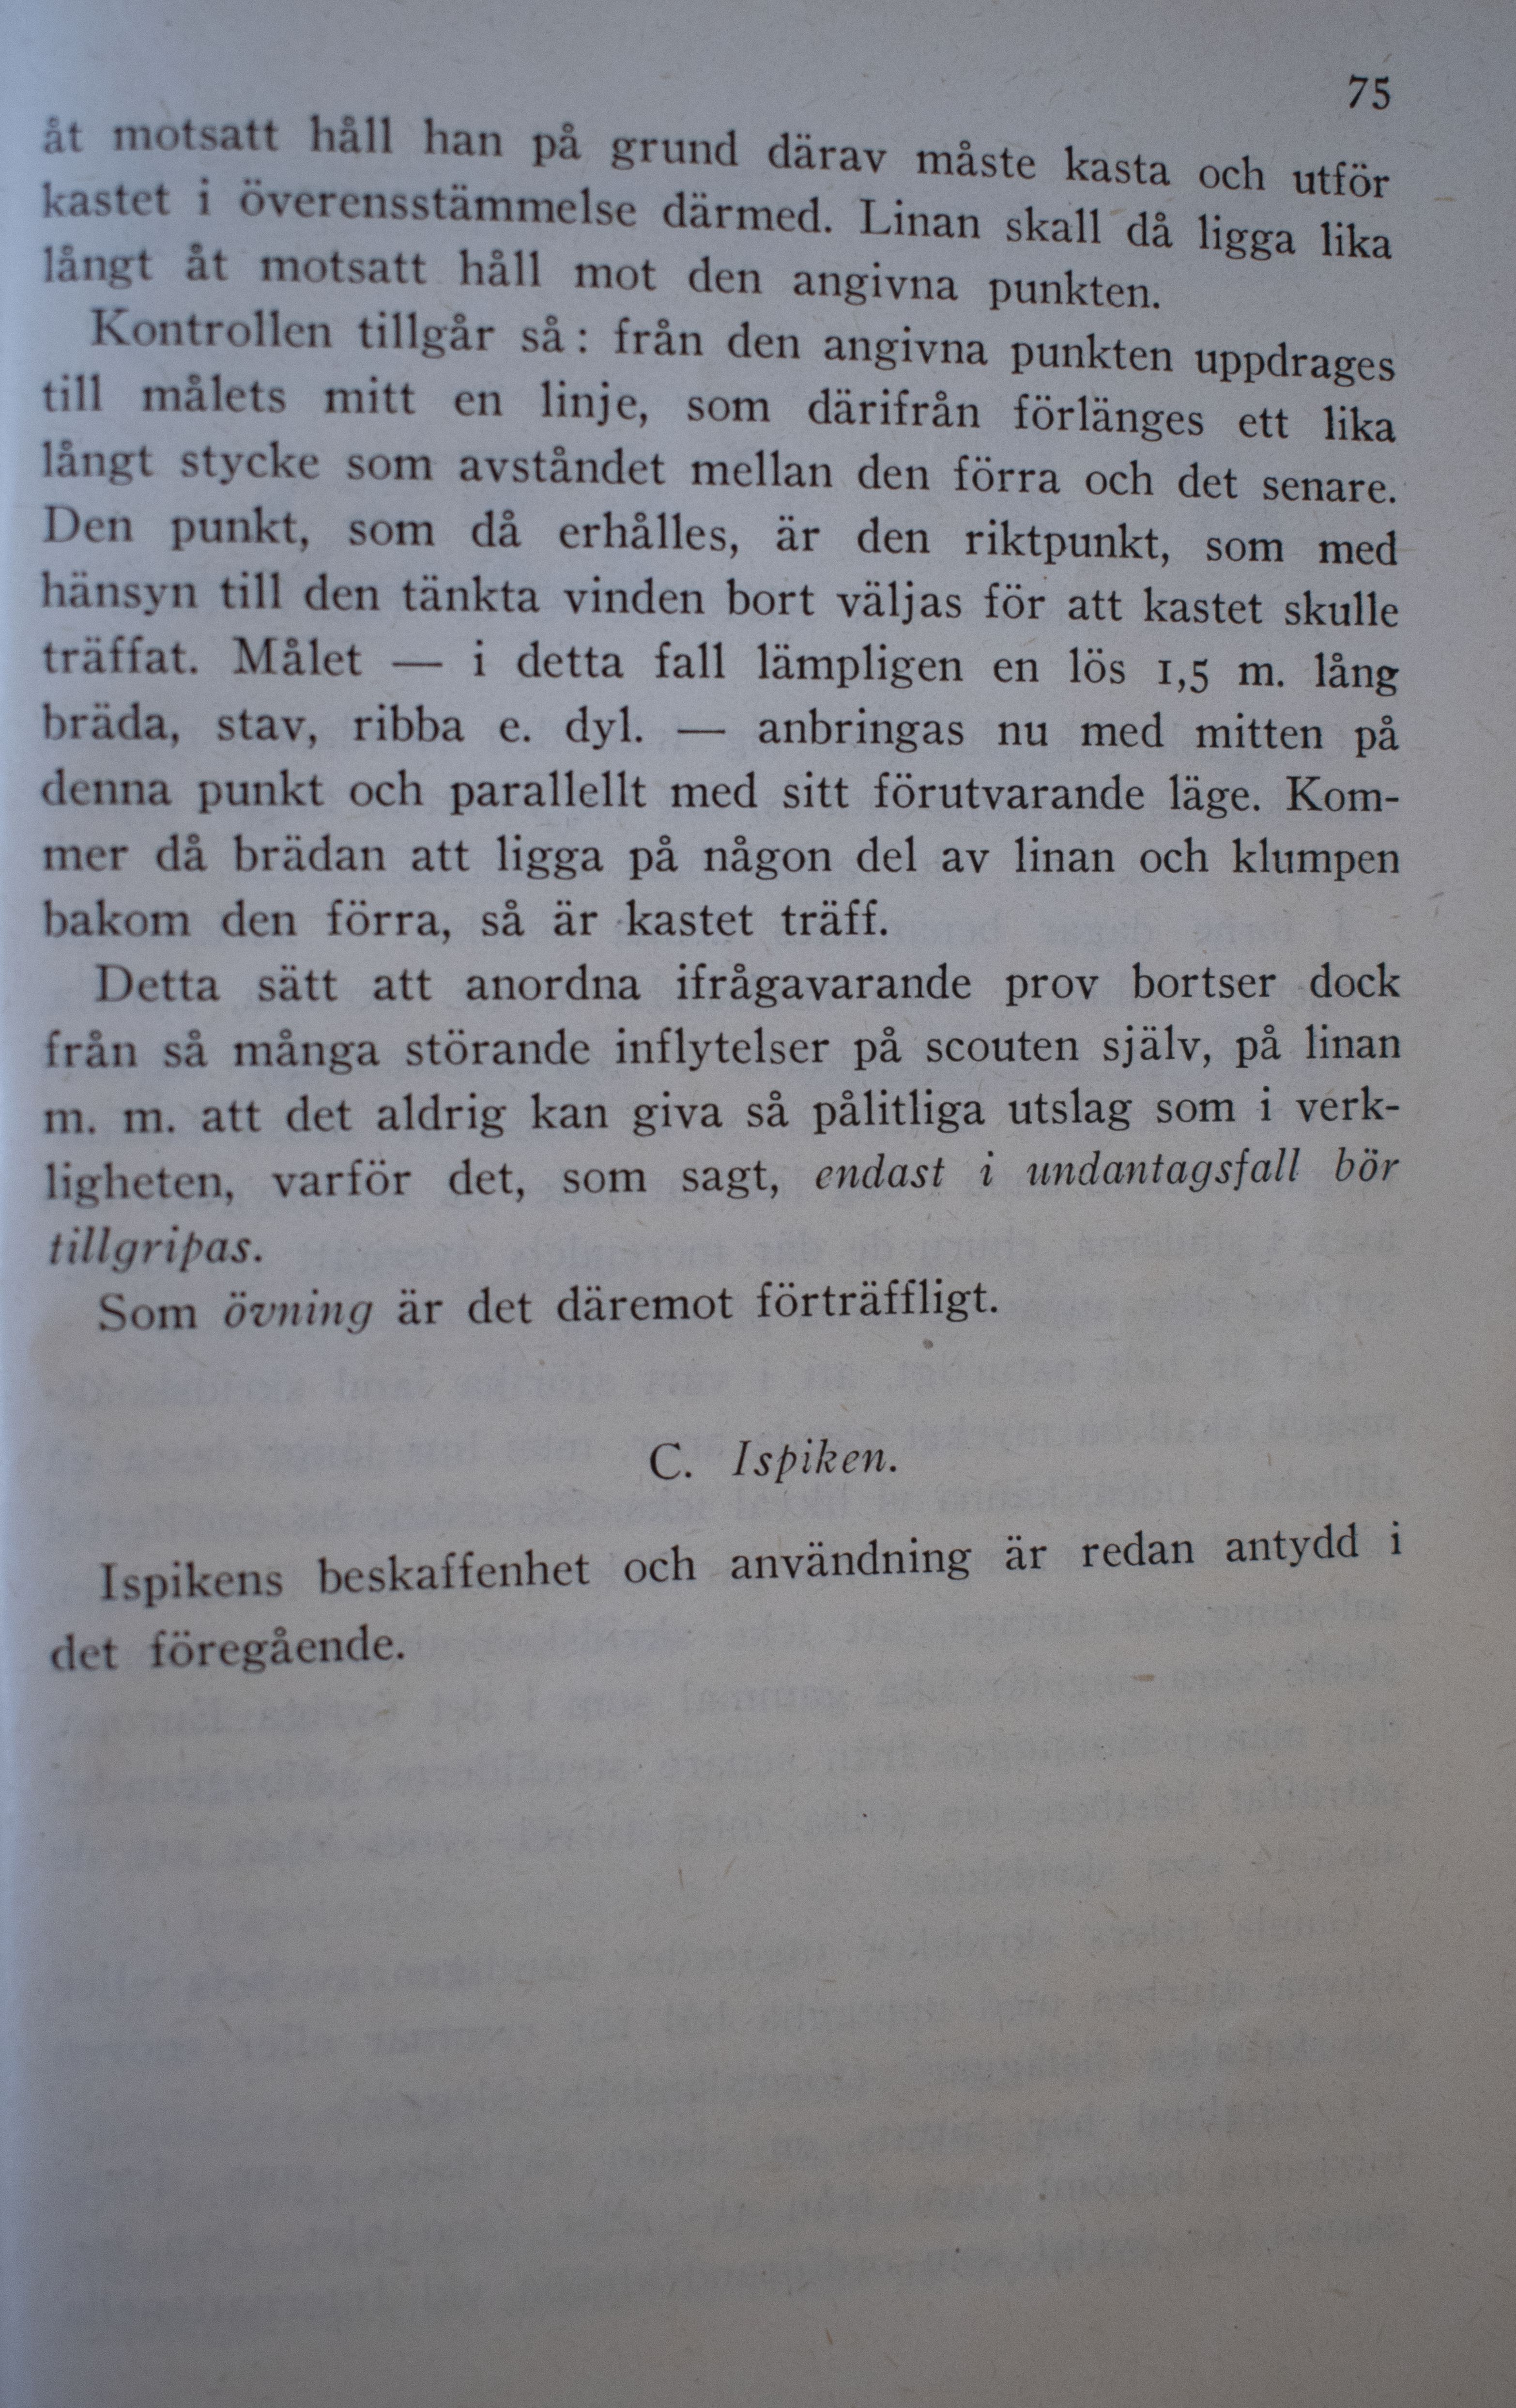 75
åt motsatt håll han på grund därav måste kasta och utför
kastet i överensstämmelse därmed. Linan skall då ligga lika
långt åt motsatt håll mot den angivna punkten.
Kontrollen tillgår så: från den angivna punkten uppdrages
till målets mitt en linje, som därifrån förlänges ett lika
långt stycke som avståndet mellan den förra och det senare.
Den punkt, som då erhålles, är den riktpunkt, som med
hänsyn till den tänkta vinden bort väljas för att kastet skulle
träffat. Målet — i detta fall lämpligen en lös 1,5 m. lång
bräda, stav, ribba e. dyl. — anbringas nu med mitten på
denna punkt och parallellt med sitt förutvarande läge. Kom-
mer då brädan att ligga på någon del av linan och klumpen
bakom den förra, så är kastet träff.
Detta sätt att anordna ifrågavarande prov bortser dock
från så många störande inflytelser på scouten själv, på linan
m. m. att det aldrig kan giva så pålitliga utslag som i verk-
ligheten, varför det, som sagt, endast i undantagsfall bör
tillgripas.
Som övning är det däremot förträffligt.
C. Ispiken.
Ispikens beskaffenhet och användning är redan antydd i
det föregående.